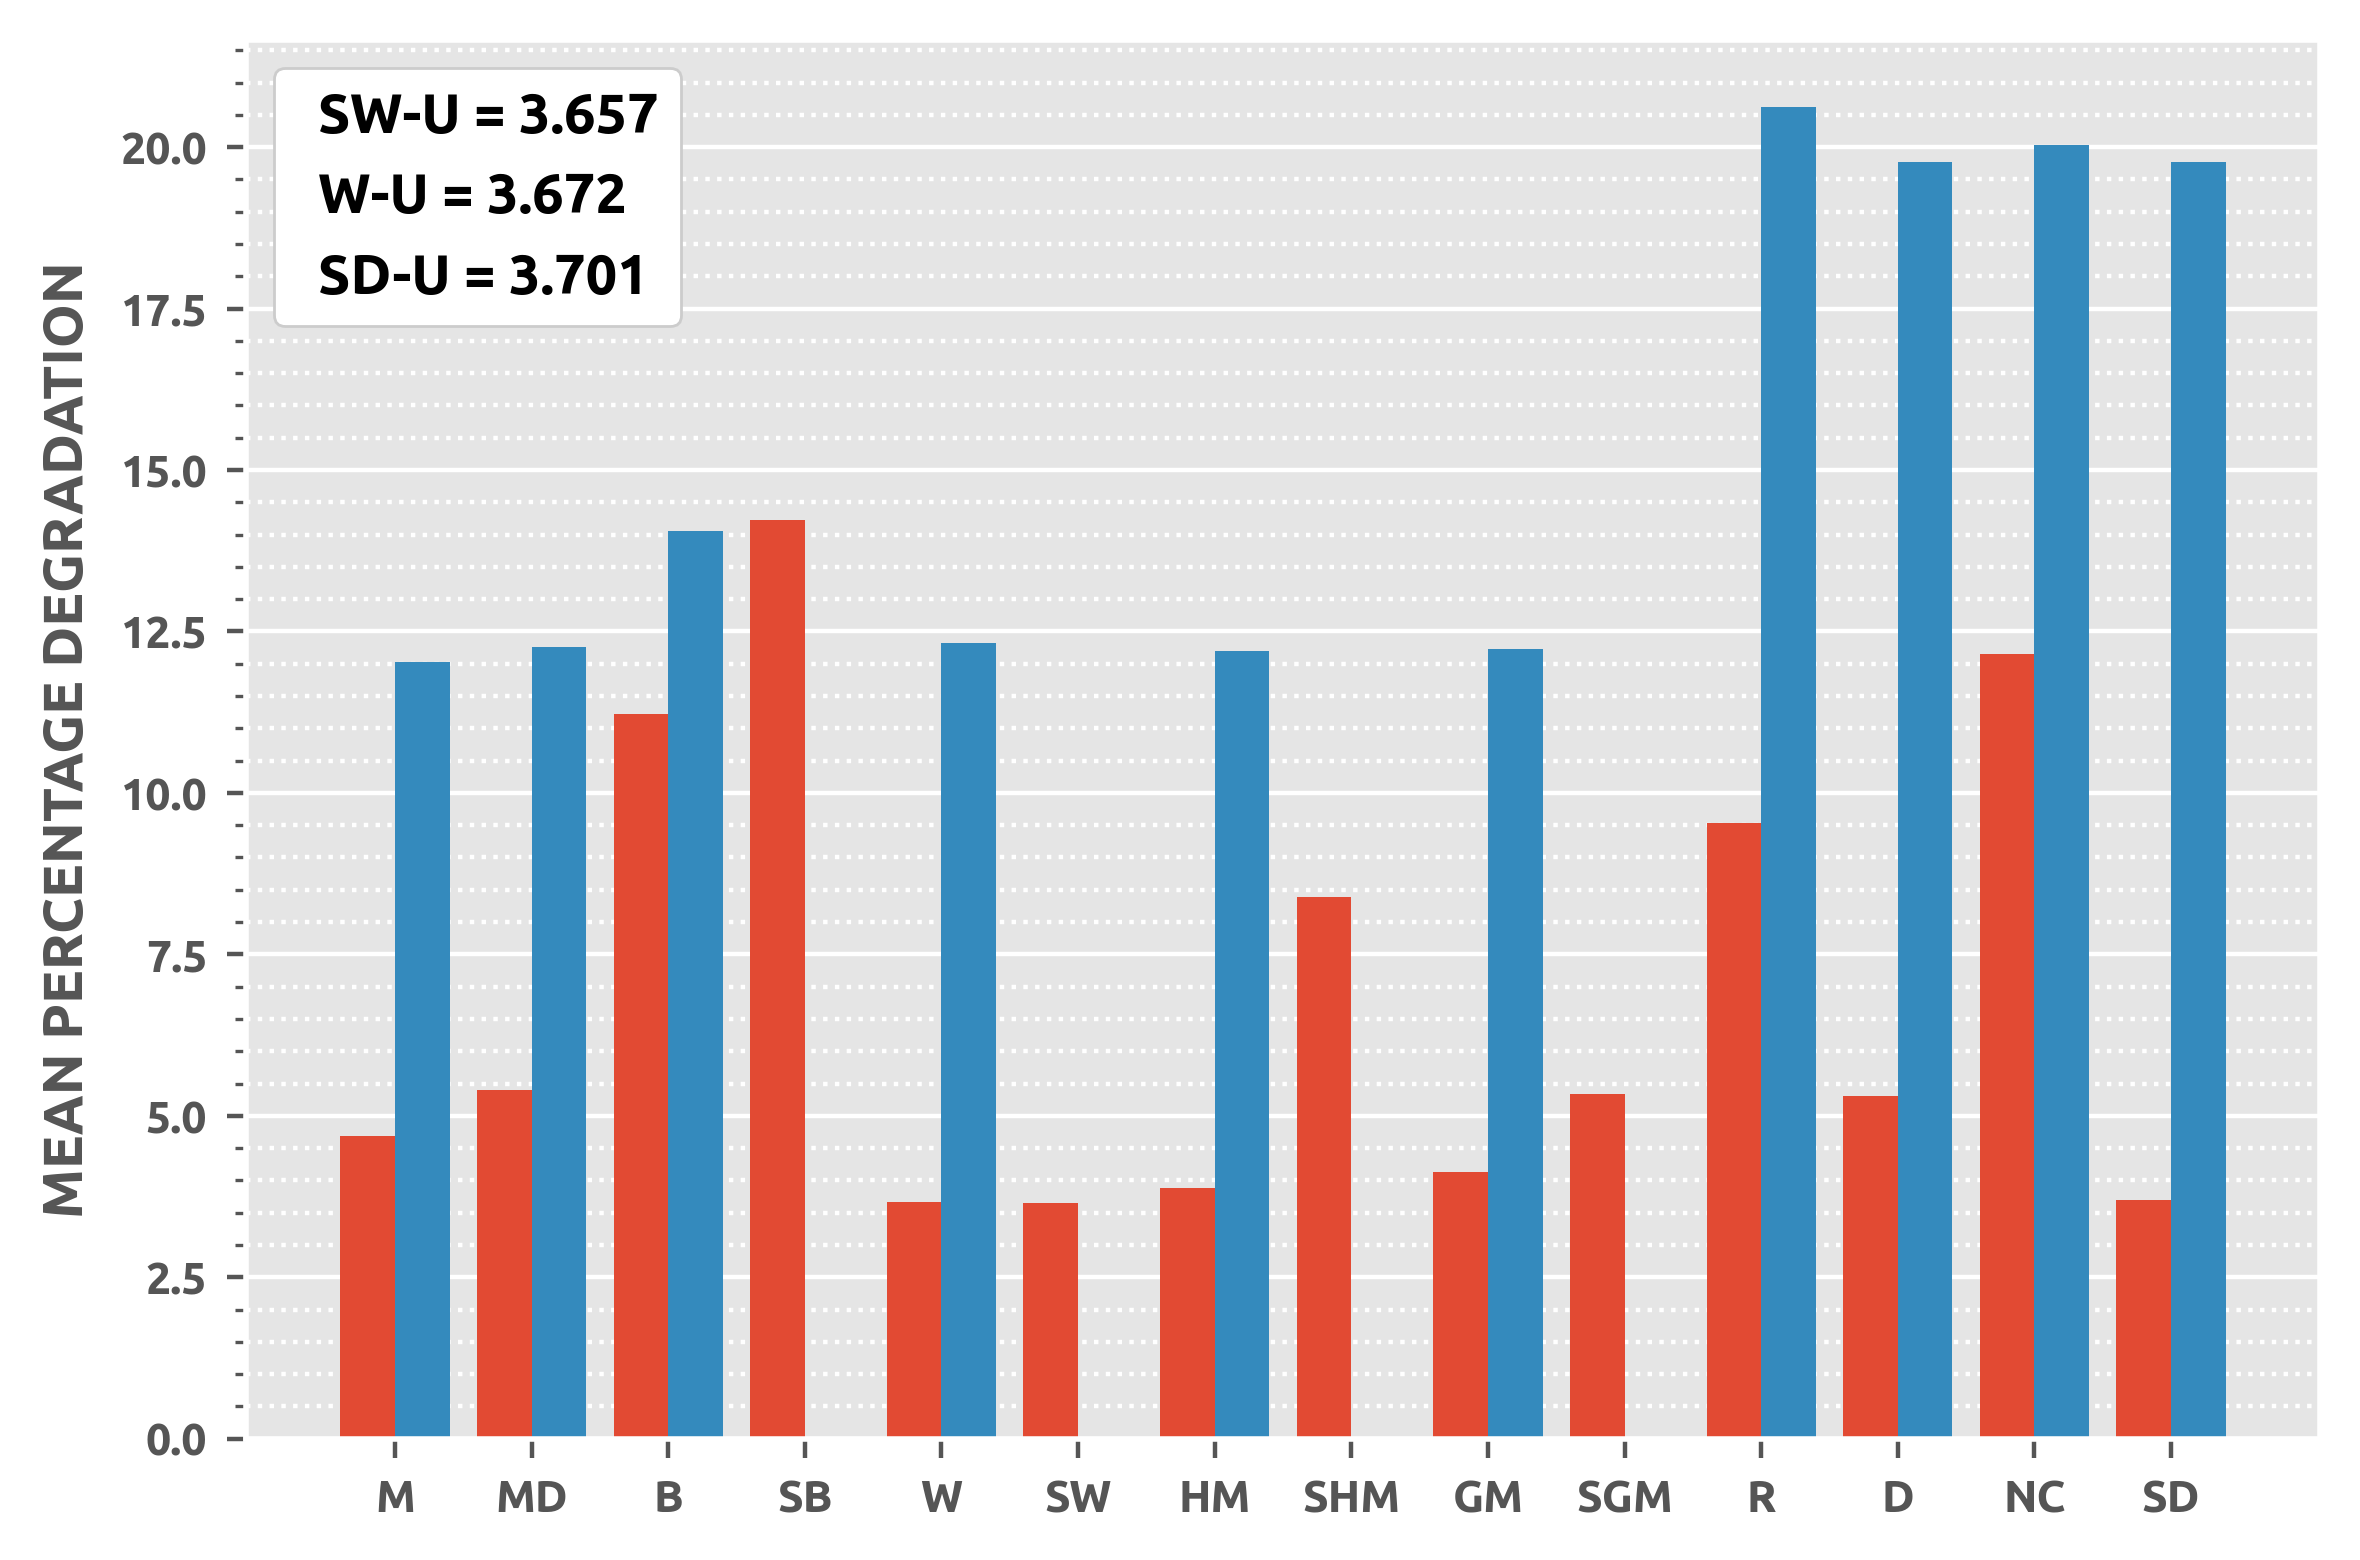 SW-U = 3.657
W-U = 3.672
SD-U = 3.701
MEAN PERCENTAGE DEGRADATION
20.0
17.5
15.0
12.5
10.0
7.5
5.0
2.5
0.0
M MD B SB W SW HM SHM GM SGM R D NC SD